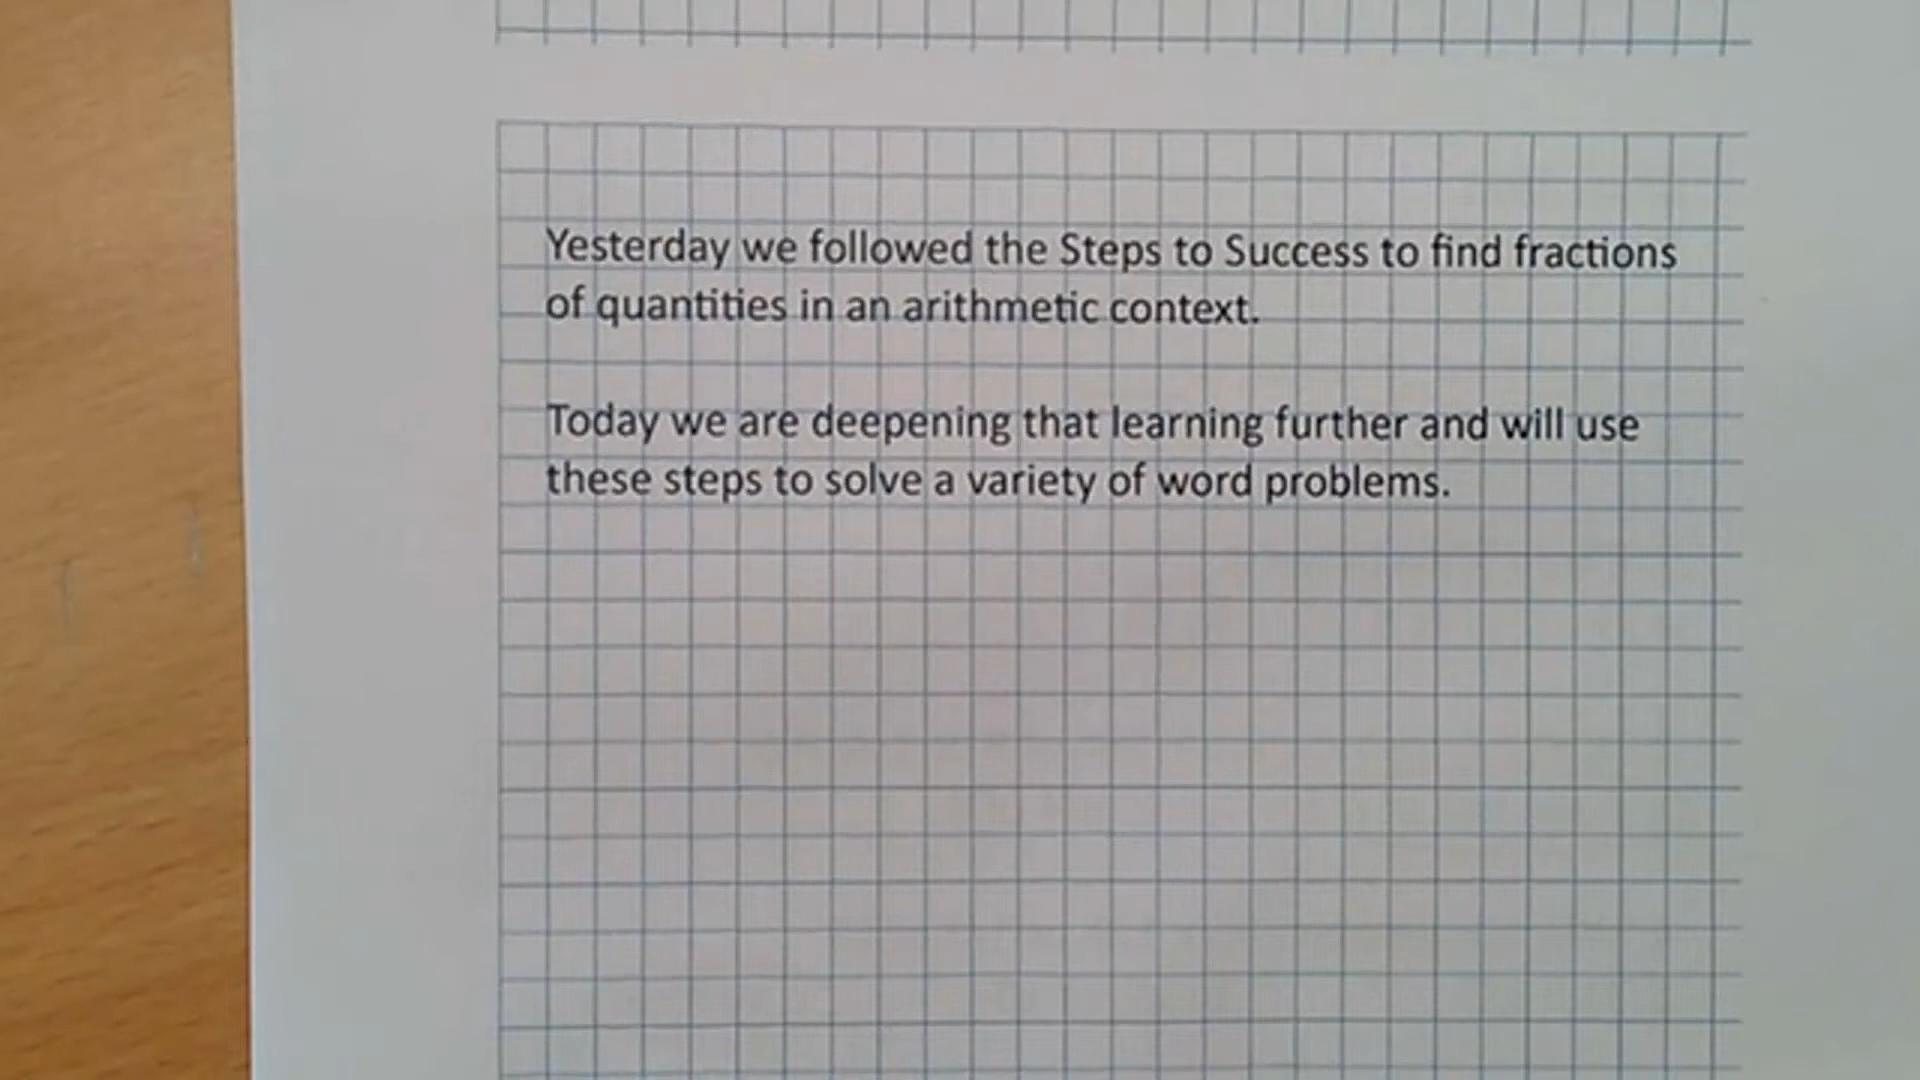 Yesterday we followed the Steps to Success to find fractions
of quantities in an arithmetic context.
Today we are deepening that learning further and will use
these steps to solve a variety of word problems.